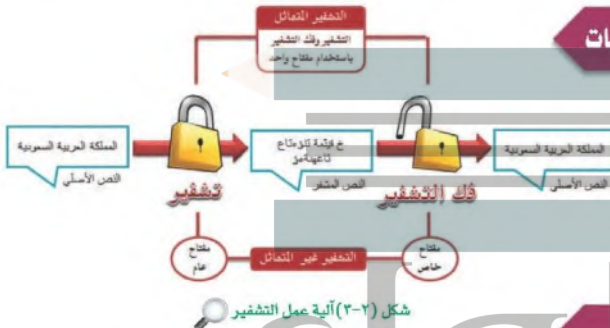 التشفير المتماثل
التشفير وفك التشفير
باستخدام مفتاح واحد
المملكة العربية السعودية
النص الأصلي
تشفير
النص المشفر
فك التشفير
المملكة العربية السعودية
النص الأصلي
مفتاح
عام
التشفير غير المتماثل
مفتاح
خاص
شكل (٢-٣) آلية عمل التشفير